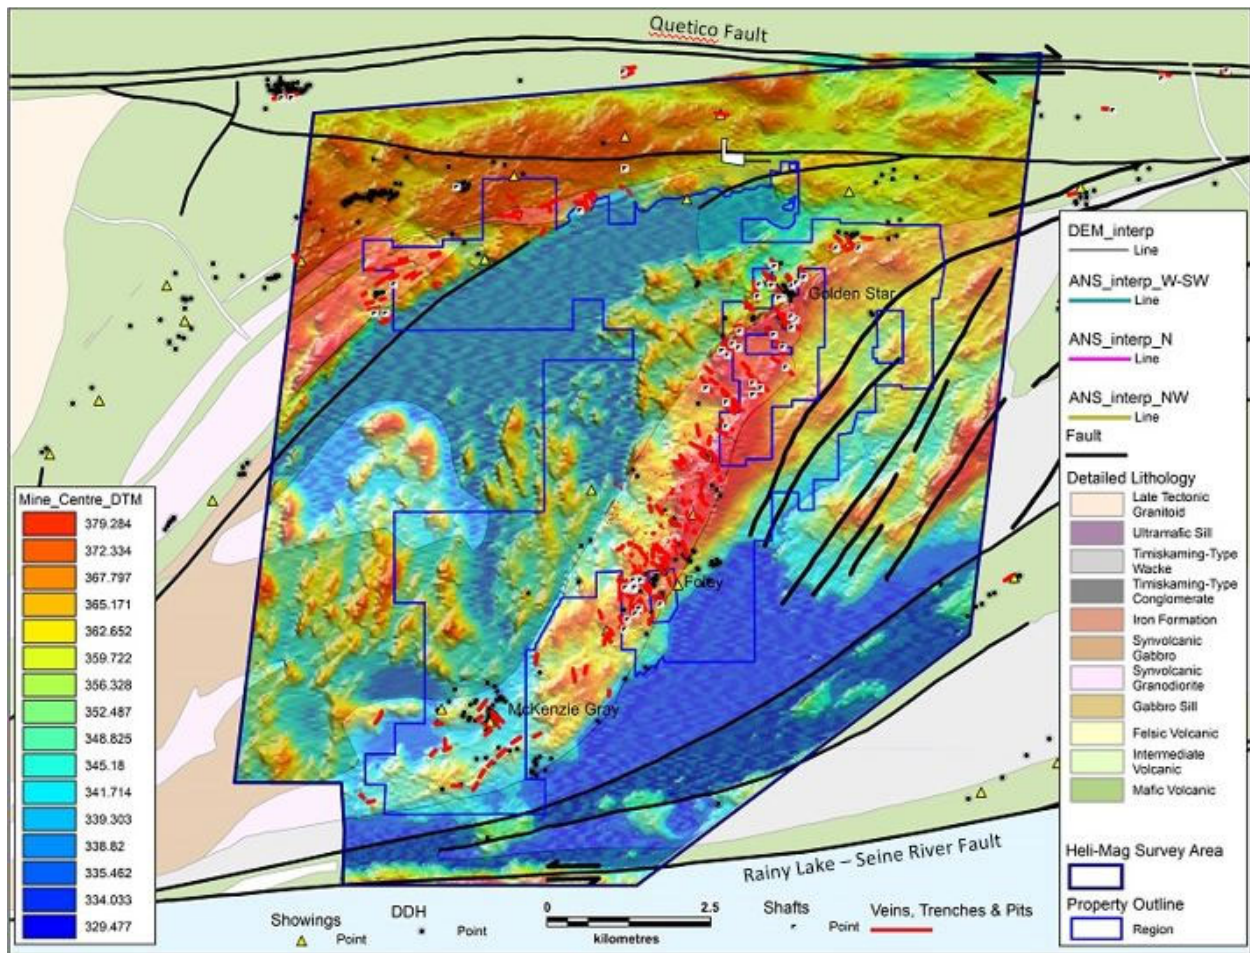 Quetico Fault
Golden Star
Foley
McKenzie Gray
Rainy Lake – Seine River Fault
Mine_Centre_DTM
379.284
372.334
367.797
365.171
362.652
359.722
356.328
352.487
348.825
345.18
341.714
339.303
338.82
335.462
334.033
329.477
DEM_interp
Line
ANS_interp_W-SW
Line
ANS_interp_N
Line
ANS_interp_NW
Line
Fault
Detailed Lithology
Late Tectonic
Granitoid
Ultramafic Sill
Timiskaming-Type
Wacke
Timiskaming-Type
Conglomerate
Iron Formation
Synvolcanic
Gabbro
Synvolcanic
Granodiorite
Gabbro Sill
Felsic Volcanic
Intermediate
Volcanic
Mafic Volcanic
Heli-Mag Survey Area
Property Outline
Region
Showings
Point
DDH
Point
0 2.5
kilometres
Shafts
Point
Veins, Trenches & Pits